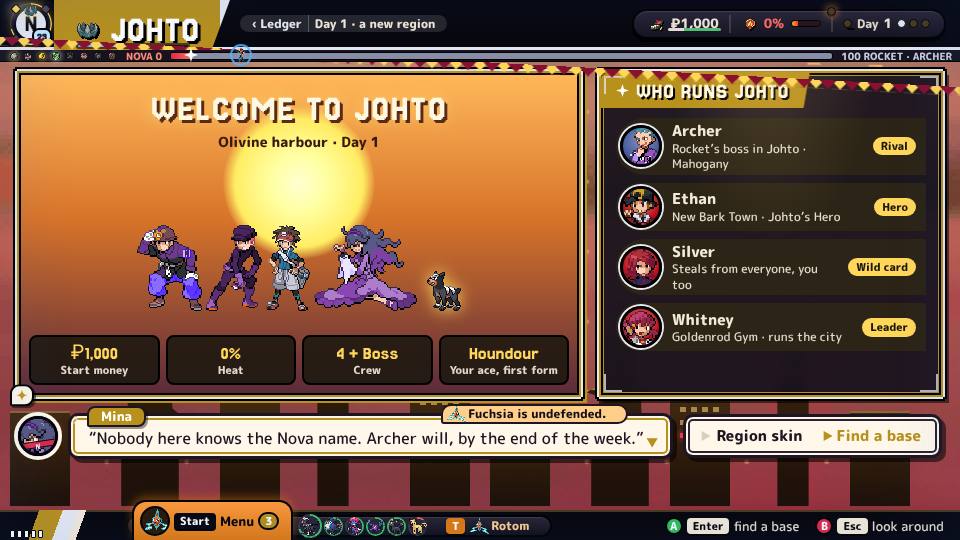 JOHTO
‹ Ledger | Day 1 · a new region
₽1,000
0%
Day 1
NOVA 0
100 ROCKET · ARCHER
WELCOME TO JOHTO
Olivine harbour · Day 1
₽1,000
Start money
0%
Heat
4 + Boss
Crew
Houndour
Your ace, first form
WHO RUNS JOHTO
Archer
Rocket's boss in Johto ·
Mahogany
Rival
Ethan
New Bark Town · Johto's Hero
Hero
Silver
Steals from everyone, you
too
Wild card
Whitney
Goldenrod Gym · runs the city
Leader
Mina
Fuchsia is undefended.
“Nobody here knows the Nova name. Archer will, by the end of the week.”
Region skin
Find a base
Start Menu 3
T Rotom
A Enter find a base
B Esc look around